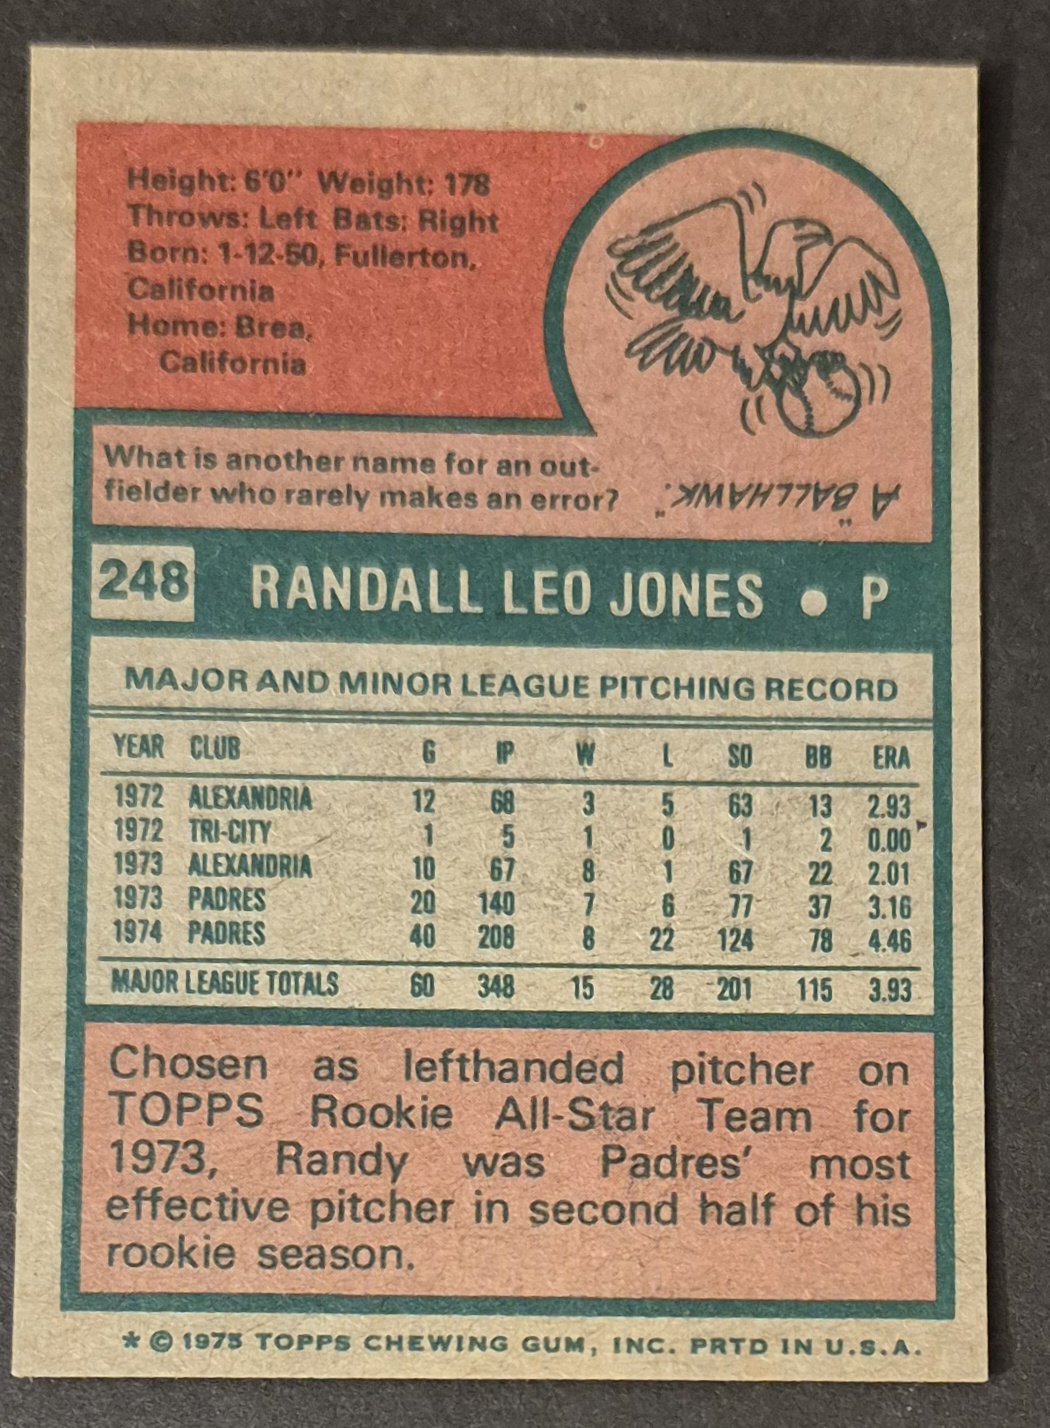 Height: 6'0" Weight: 178
Throws: Left Bats: Right
Born: 1-12-50, Fullerton,
California
Home: Brea,
California
What is another name for an out-
fielder who rarely makes an error?
A "BALLHAWK."
248 RANDALL LEO JONES ● P
MAJOR AND MINOR LEAGUE PITCHING RECORD
YEAR CLUB G IP W L SO BB ERA
1972 ALEXANDRIA 12 68 3 5 63 13 2.93
1972 TRI-CITY 1 5 1 0 1 2 0.00
1973 ALEXANDRIA 10 67 8 1 67 22 2.01
1973 PADRES 20 140 7 6 77 37 3.16
1974 PADRES 40 208 8 22 124 78 4.46
MAJOR LEAGUE TOTALS 60 348 15 28 201 115 3.93
Chosen as lefthanded pitcher on
TOPPS Rookie All-Star Team for
1973, Randy was Padres' most
effective pitcher in second half of his
rookie season.
* © 1975 TOPPS CHEWING GUM, INC. PRTD IN U.S.A.